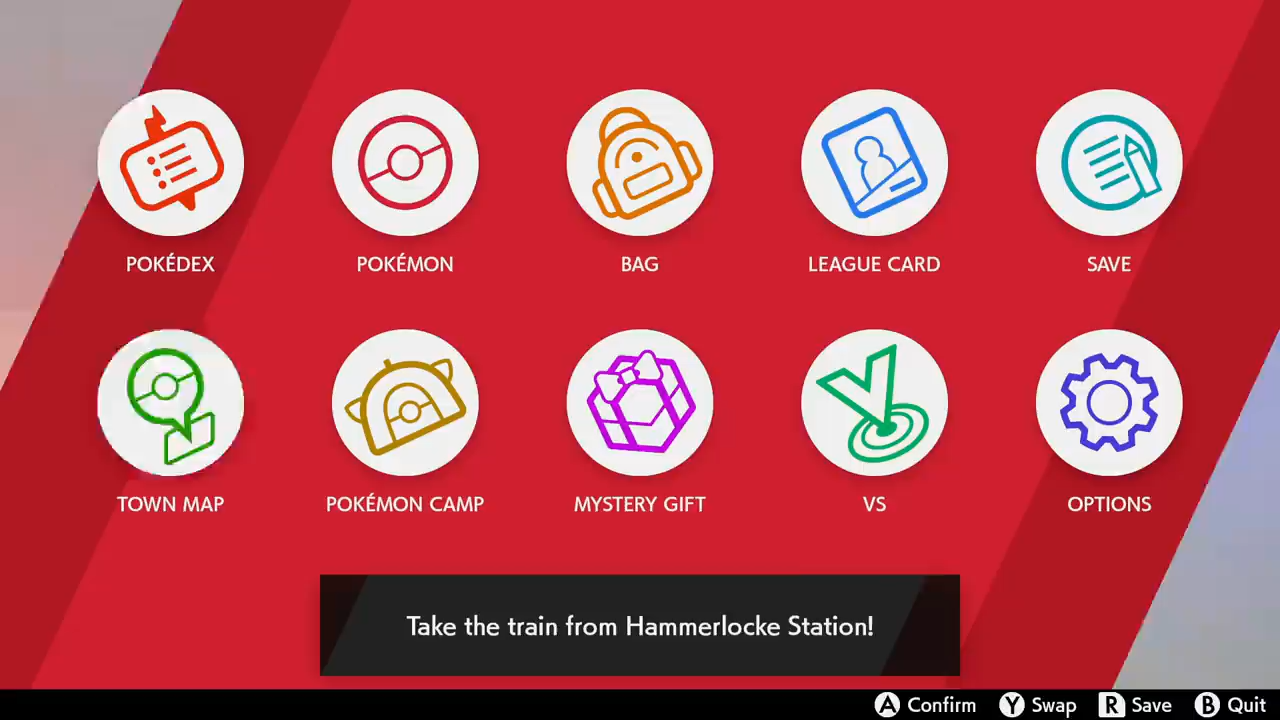 POKÉDEX
POKÉMON
BAG
LEAGUE CARD
SAVE
TOWN MAP
POKÉMON CAMP
MYSTERY GIFT
VS
OPTIONS
Take the train from Hammerlocke Station!
A Confirm Y Swap R Save B Quit